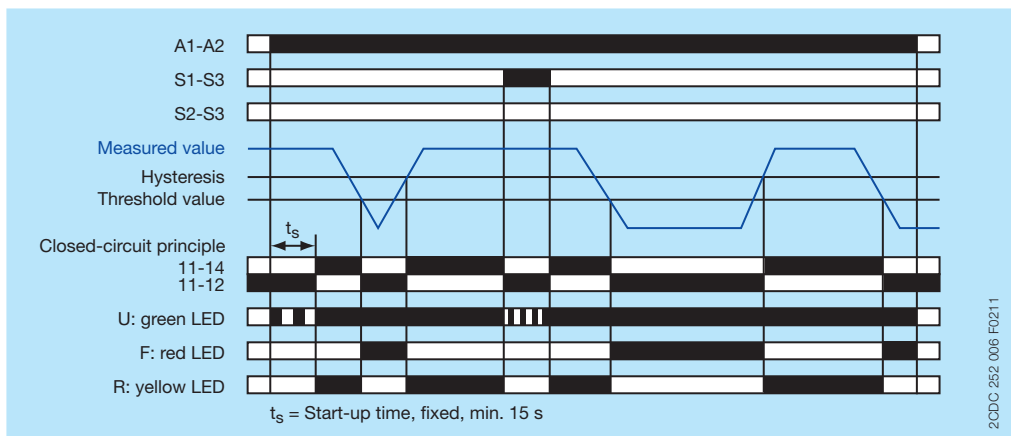 A1-A2
S1-S3
S2-S3
Measured value
Hysteresis
Threshold value
ts
Closed-circuit principle
11-14
11-12
U: green LED
F: red LED
R: yellow LED
ts = Start-up time, fixed, min. 15 s
2CDC 252 006 F0211